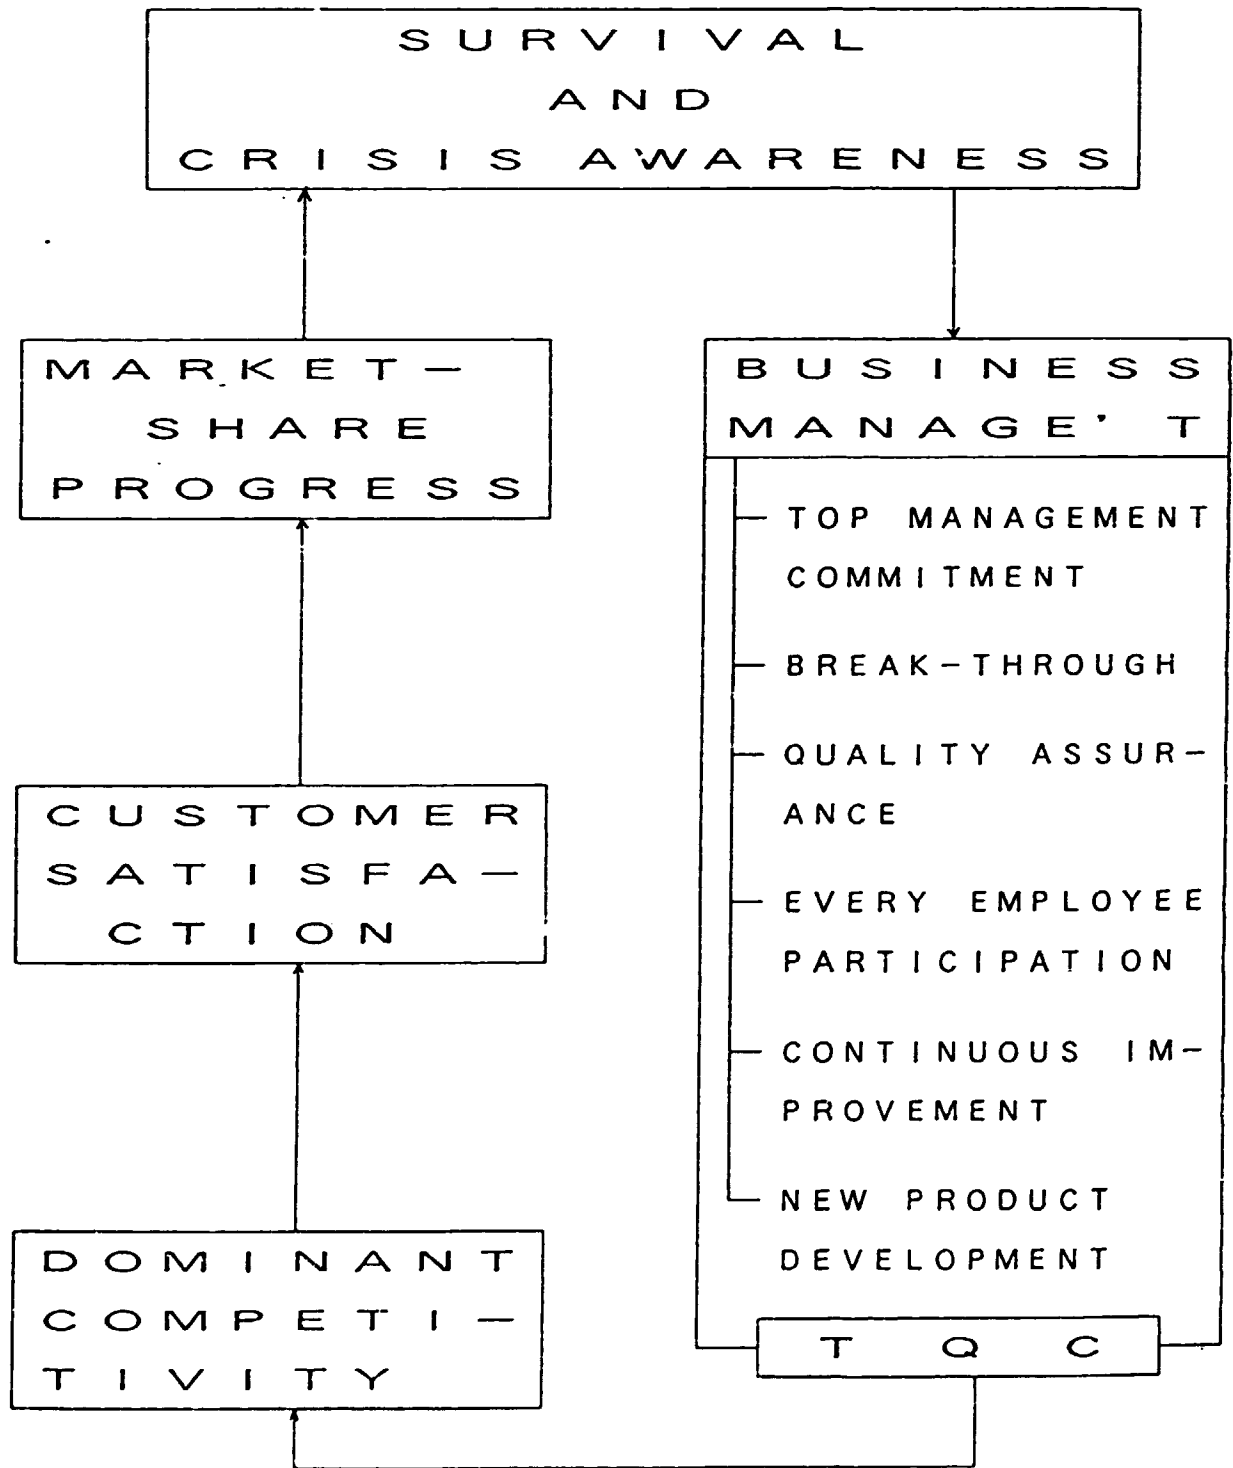 SURVIVAL
AND
CRISIS AWARENESS
MARKET-
SHARE
PROGRESS
CUSTOMER
SATISFA-
CTION
DOMINANT
COMPETI-
TIVITY
BUSINESS
MANAGE'T
TOP MANAGEMENT
COMMITMENT
BREAK-THROUGH
QUALITY ASSUR-
ANCE
EVERY EMPLOYEE
PARTICIPATION
CONTINUOUS IM-
PROVEMENT
NEW PRODUCT
DEVELOPMENT
TQC